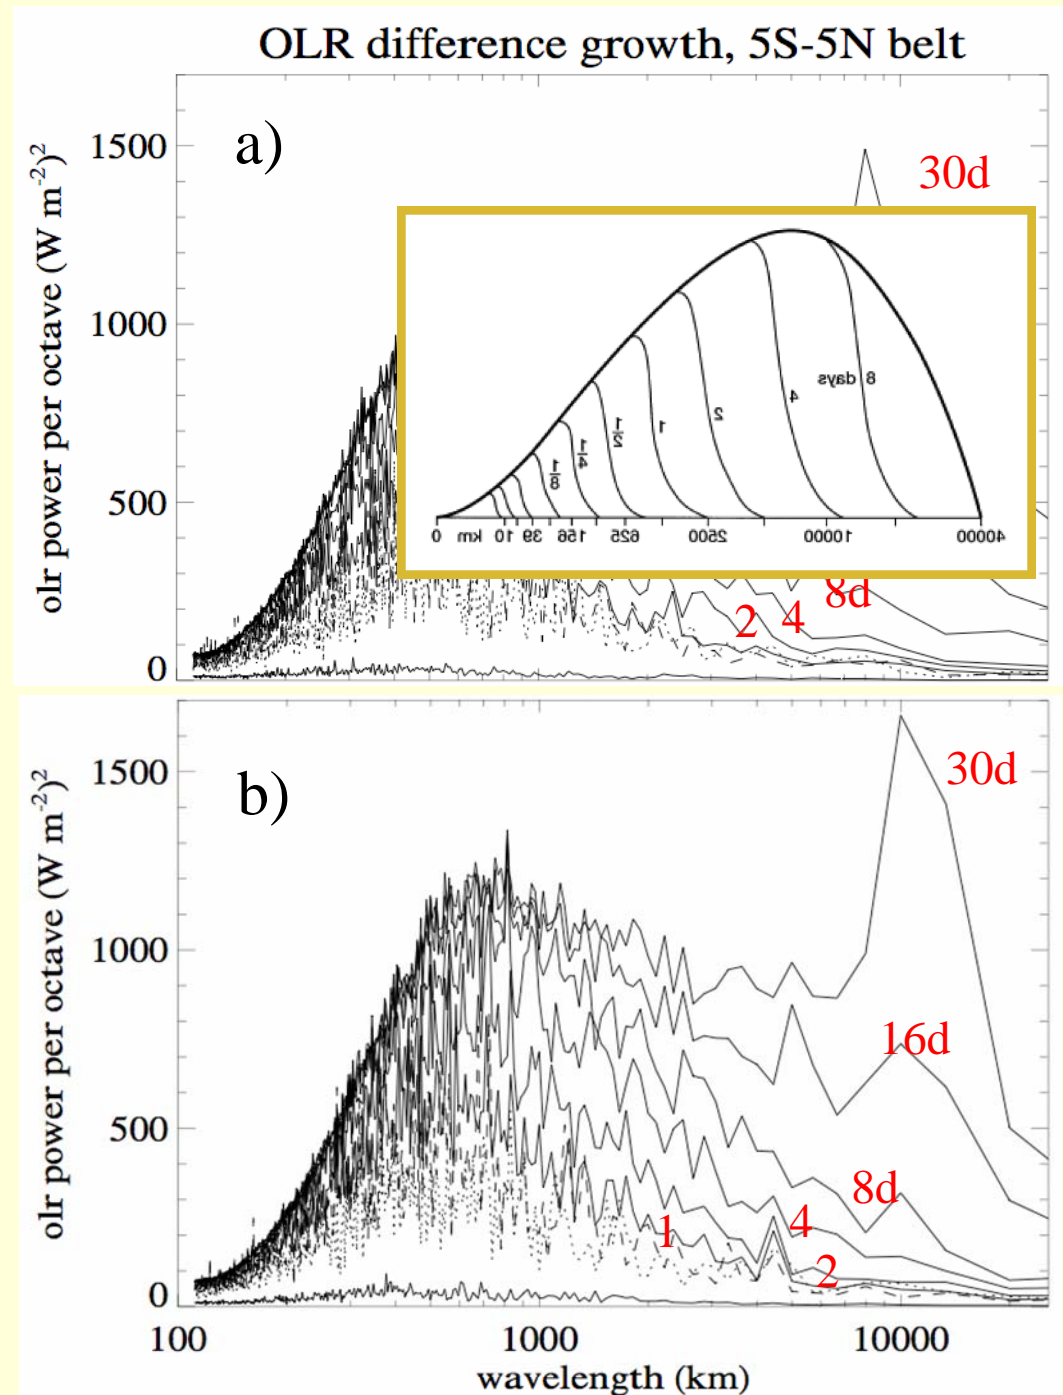 OLR difference growth, 5S-5N belt
a)
30d
olr power per octave (W m⁻²)²
1500
1000
500
0
8 days
4
2
1
1/2
1/4
1/8
0 km 10 39 156 625 2500 10000 40000
2 4 8d
b)
30d
16d
8d
4
2
1
olr power per octave (W m⁻²)²
1500
1000
500
0
100 1000 10000
wavelength (km)